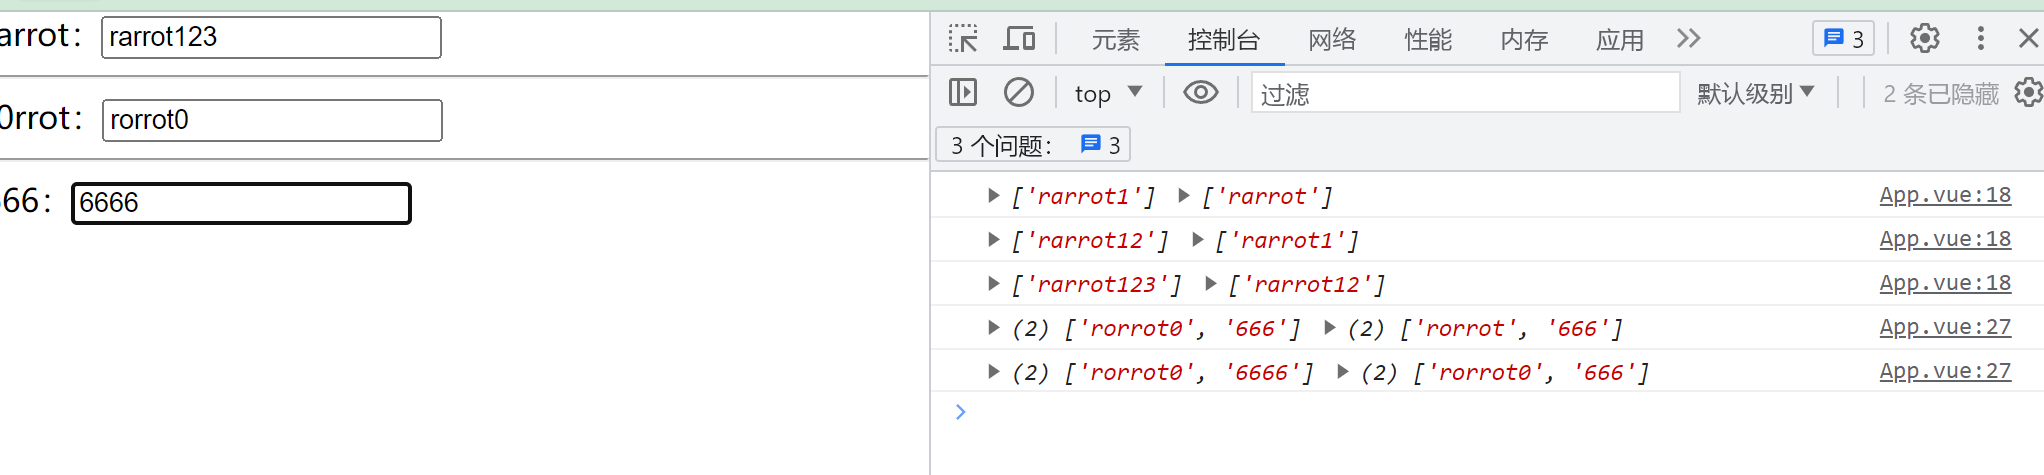 arrot： rarrot123
0rrot： rorrot0
66： 6666
元素 控制台 网络 性能 内存 应用 3
top 过滤 默认级别 2 条已隐藏
3 个问题： 3
['rarrot1'] ['rarrot'] App.vue:18
['rarrot12'] ['rarrot1'] App.vue:18
['rarrot123'] ['rarrot12'] App.vue:18
(2) ['rorrot0', '666'] (2) ['rorrot', '666'] App.vue:27
(2) ['rorrot0', '6666'] (2) ['rorrot0', '666'] App.vue:27